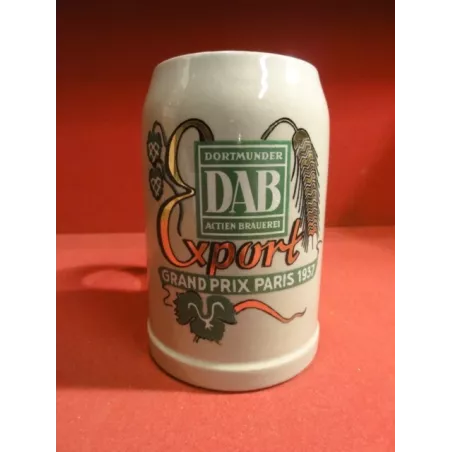 DORTMUNDER
DAB
ACTIEN BRAUEREI
Export
GRAND PRIX PARIS 1937